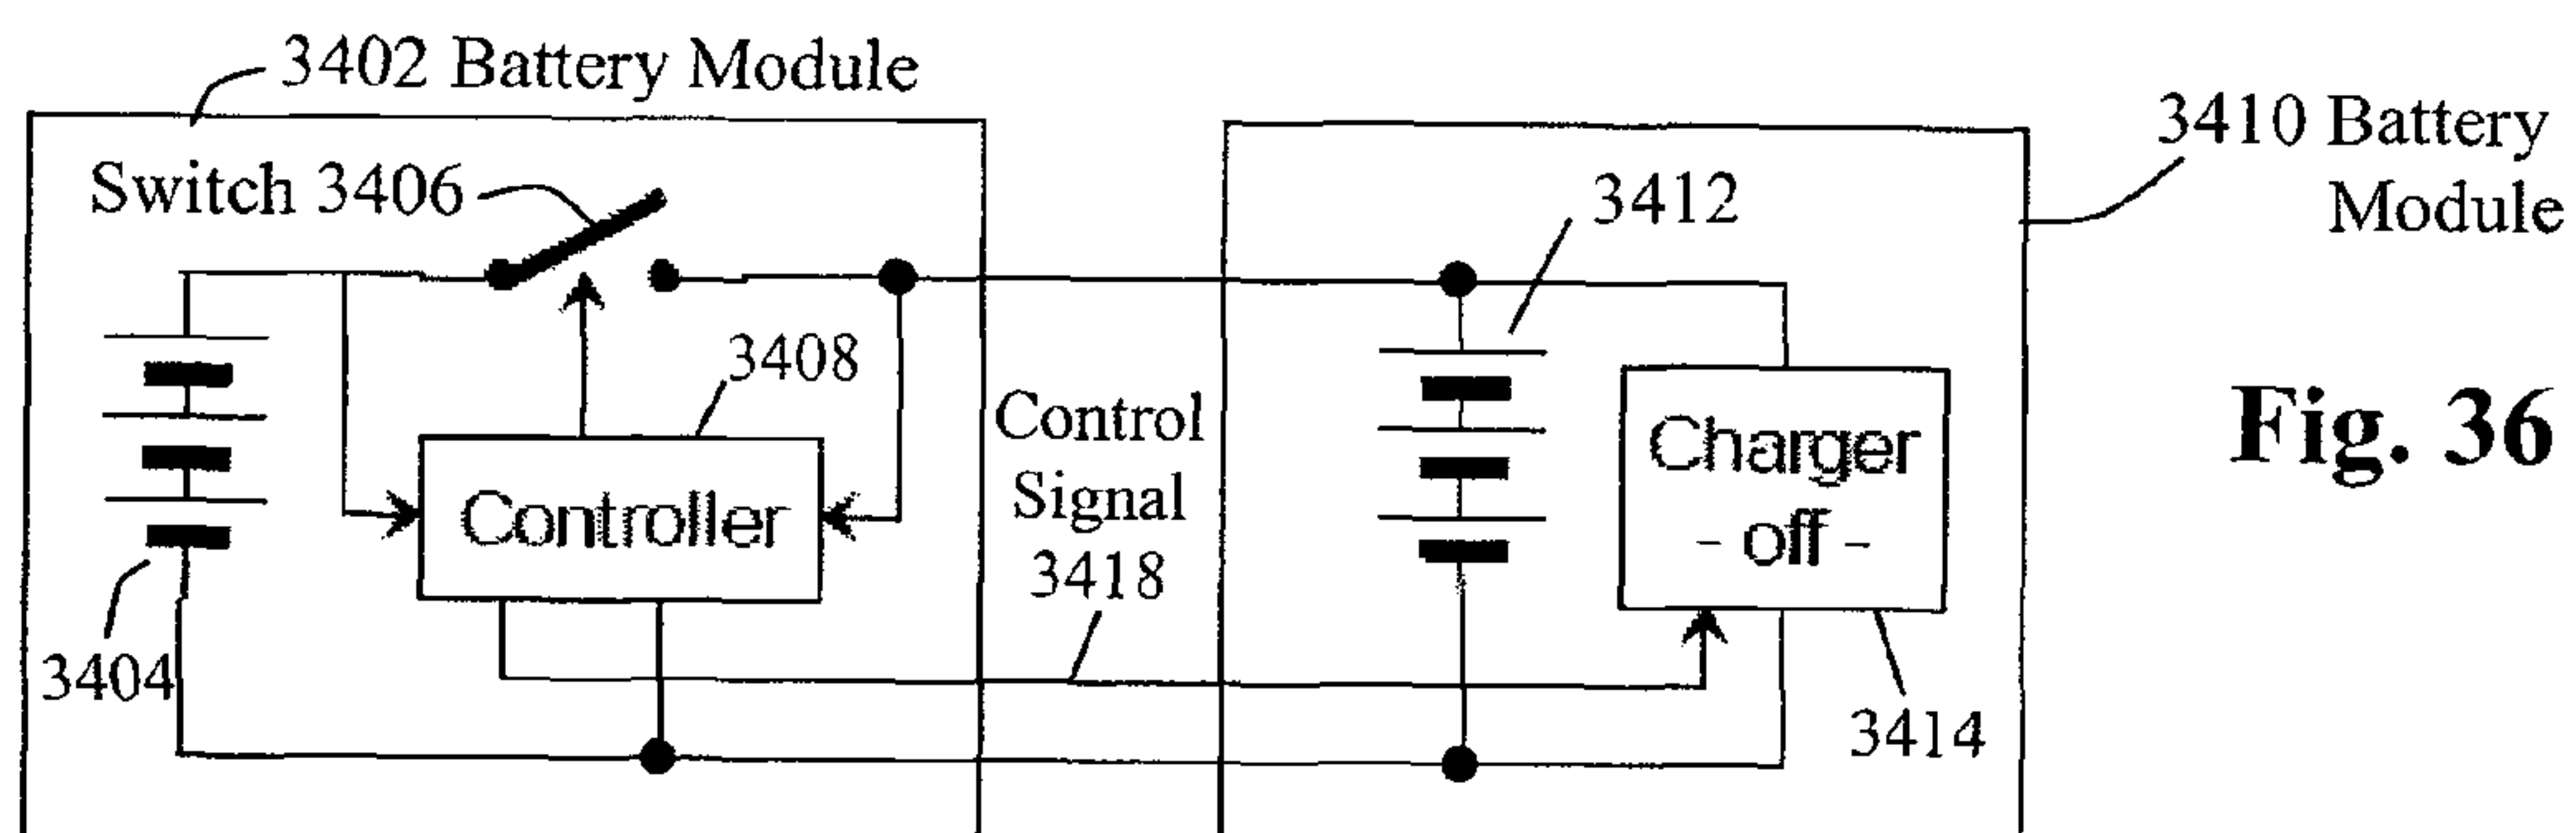 3402 Battery Module
3410 Battery
Module
Switch 3406
3412
3408
Control
Signal
3418
Controller
Charger
- off -
Fig. 36
3404
3414